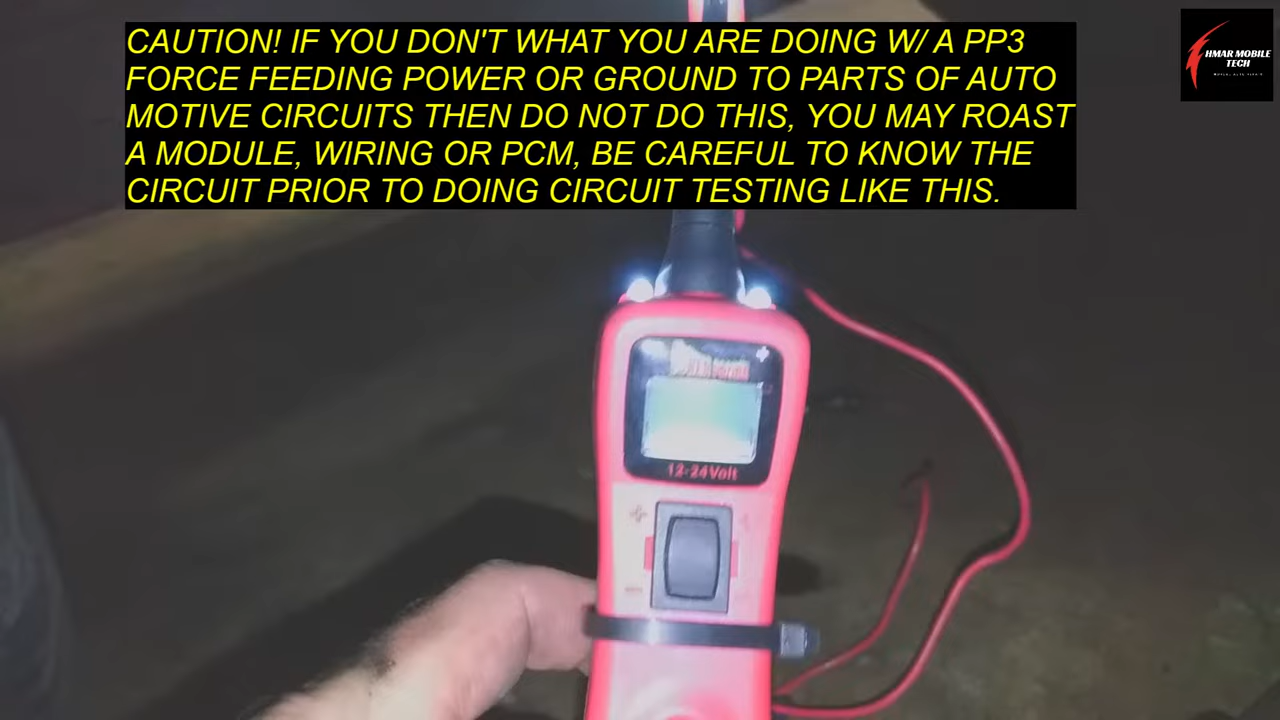 CAUTION! IF YOU DON'T WHAT YOU ARE DOING W/ A PP3
FORCE FEEDING POWER OR GROUND TO PARTS OF AUTO
MOTIVE CIRCUITS THEN DO NOT DO THIS, YOU MAY ROAST
A MODULE, WIRING OR PCM, BE CAREFUL TO KNOW THE
CIRCUIT PRIOR TO DOING CIRCUIT TESTING LIKE THIS.
HMAR MOBILE
TECH
12-24Volt